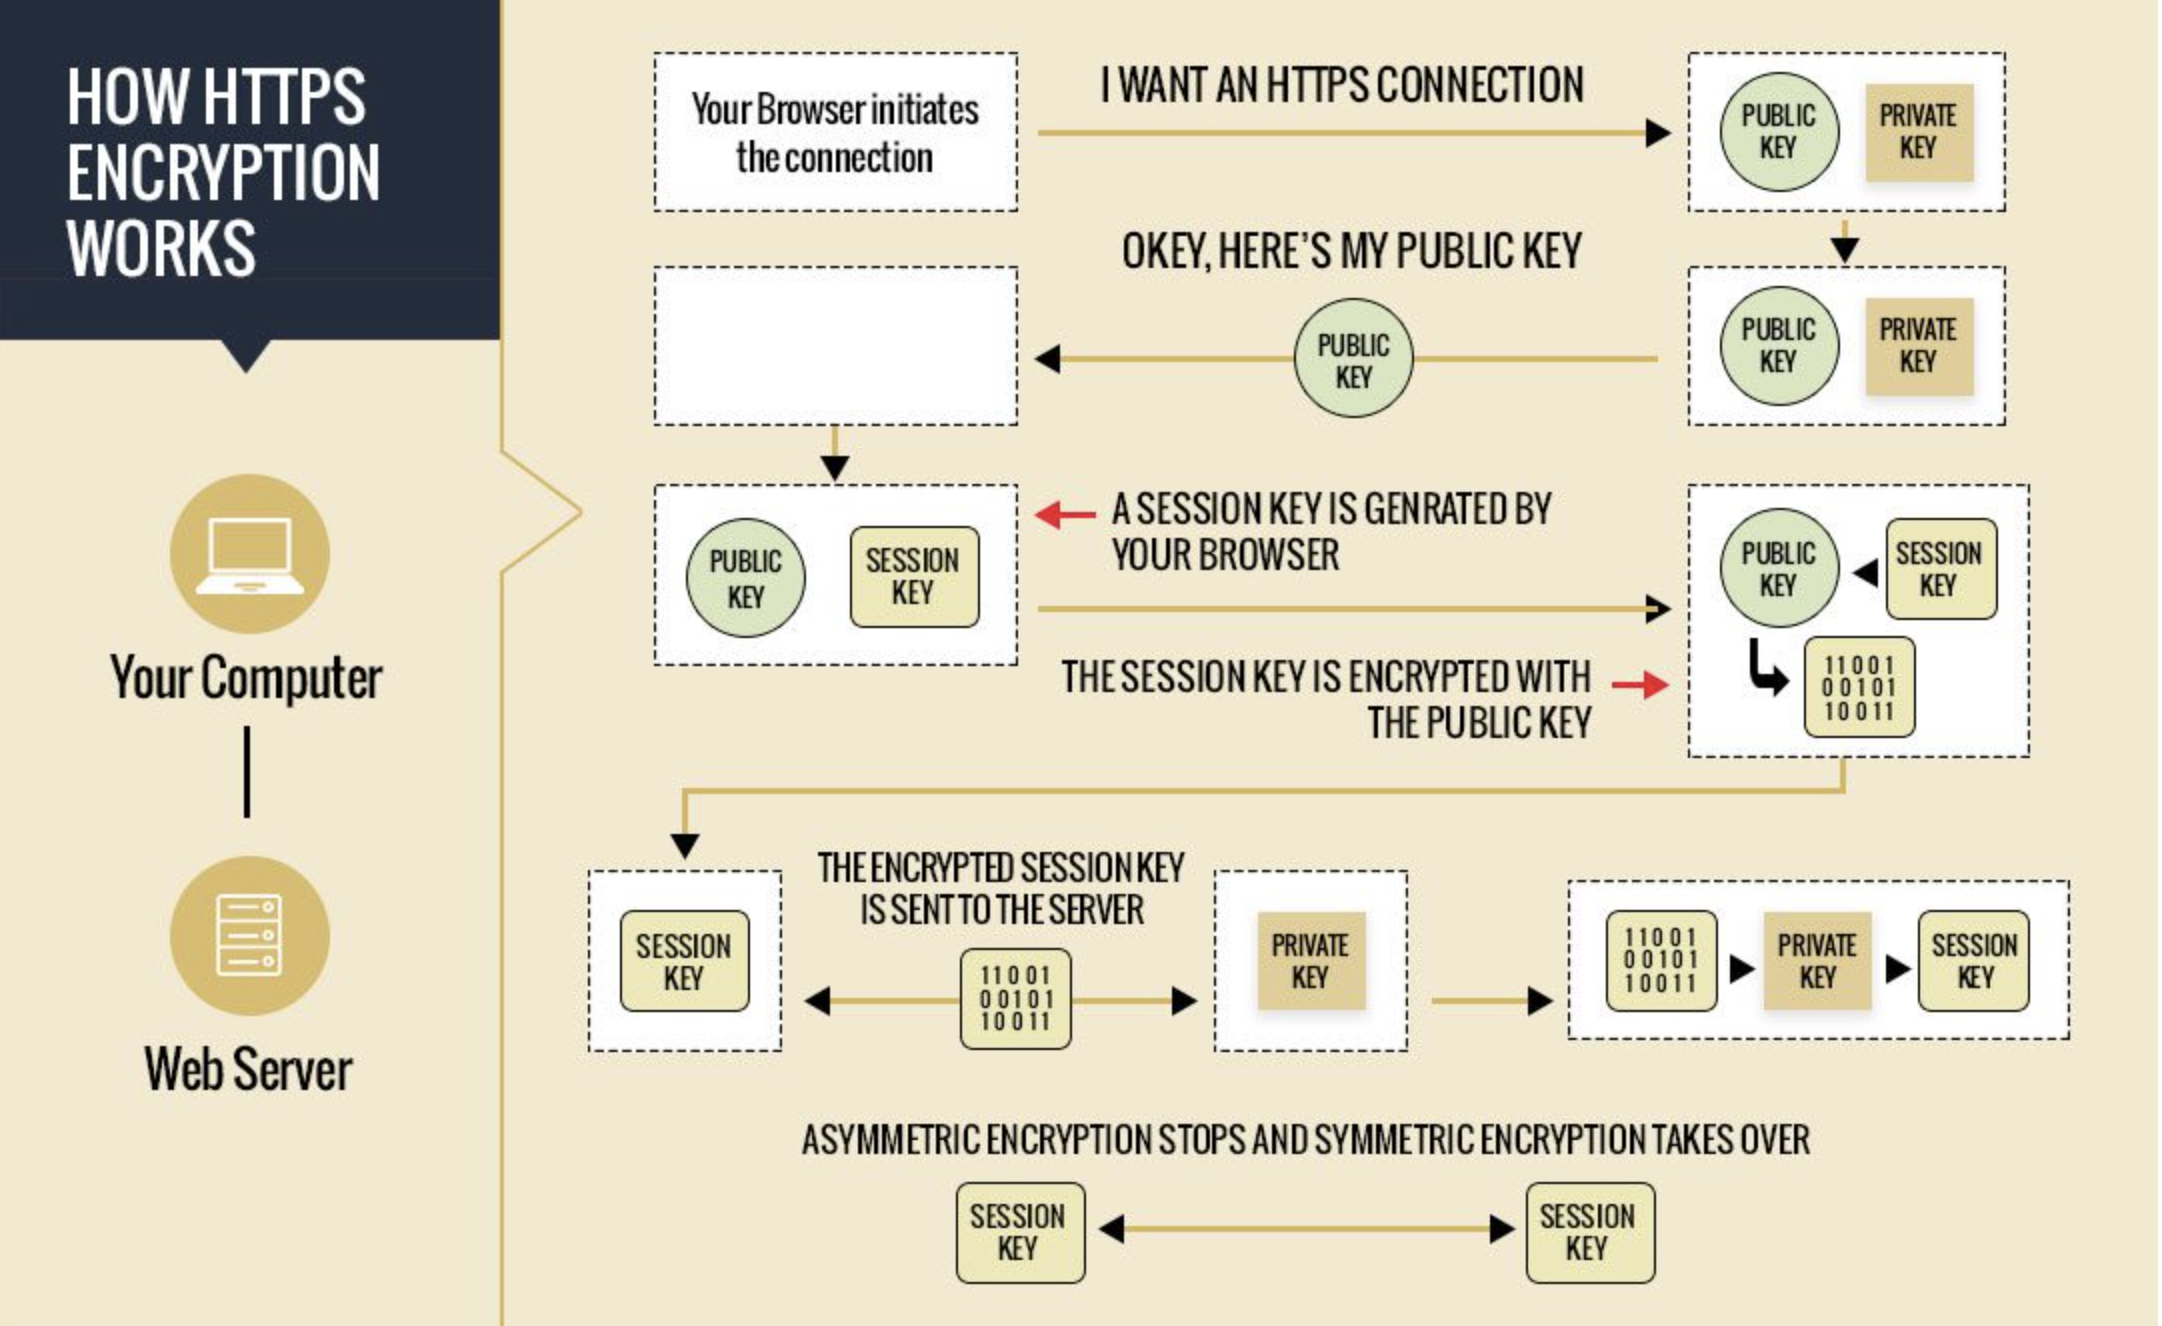 HOW HTTPS
ENCRYPTION
WORKS
Your Computer
Web Server
Your Browser initiates
the connection
I WANT AN HTTPS CONNECTION
PUBLIC
KEY
PRIVATE
KEY
OKEY, HERE'S MY PUBLIC KEY
PUBLIC
KEY
PUBLIC
KEY
PRIVATE
KEY
PUBLIC
KEY
SESSION
KEY
A SESSION KEY IS GENRATED BY
YOUR BROWSER
THE SESSION KEY IS ENCRYPTED WITH
THE PUBLIC KEY
PUBLIC
KEY
SESSION
KEY
11001
00101
10011
SESSION
KEY
THE ENCRYPTED SESSION KEY
IS SENT TO THE SERVER
11001
00101
10011
PRIVATE
KEY
11001
00101
10011
PRIVATE
KEY
SESSION
KEY
ASYMMETRIC ENCRYPTION STOPS AND SYMMETRIC ENCRYPTION TAKES OVER
SESSION
KEY
SESSION
KEY